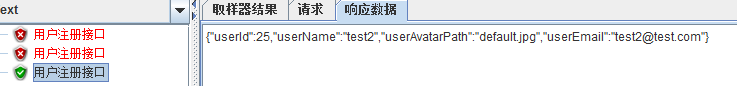 ext
取样器结果 请求 响应数据
用户注册接口
用户注册接口
用户注册接口
{"userId":25,"userName":"test2","userAvatarPath":"default.jpg","userEmail":"test2@test.com"}